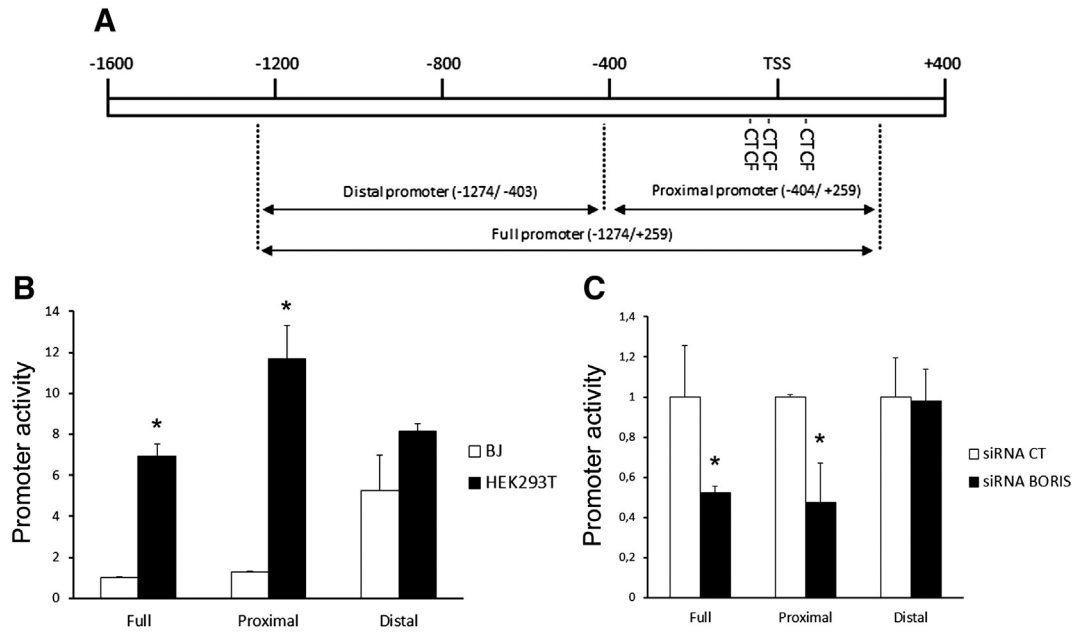 A
-1600 -1200 -800 -400 TSS +400
CTCF CTCF CTCF
Distal promoter (-1274/ -403) Proximal promoter (-404/ +259)
Full promoter (-1274/+259)
B
Promoter activity
14
12
10
8
6
4
2
0
* *
Full Proximal Distal
BJ
HEK293T
C
Promoter activity
1,4
1,2
1
0,8
0,6
0,4
0,2
0
* *
Full Proximal Distal
siRNA CT
siRNA BORIS